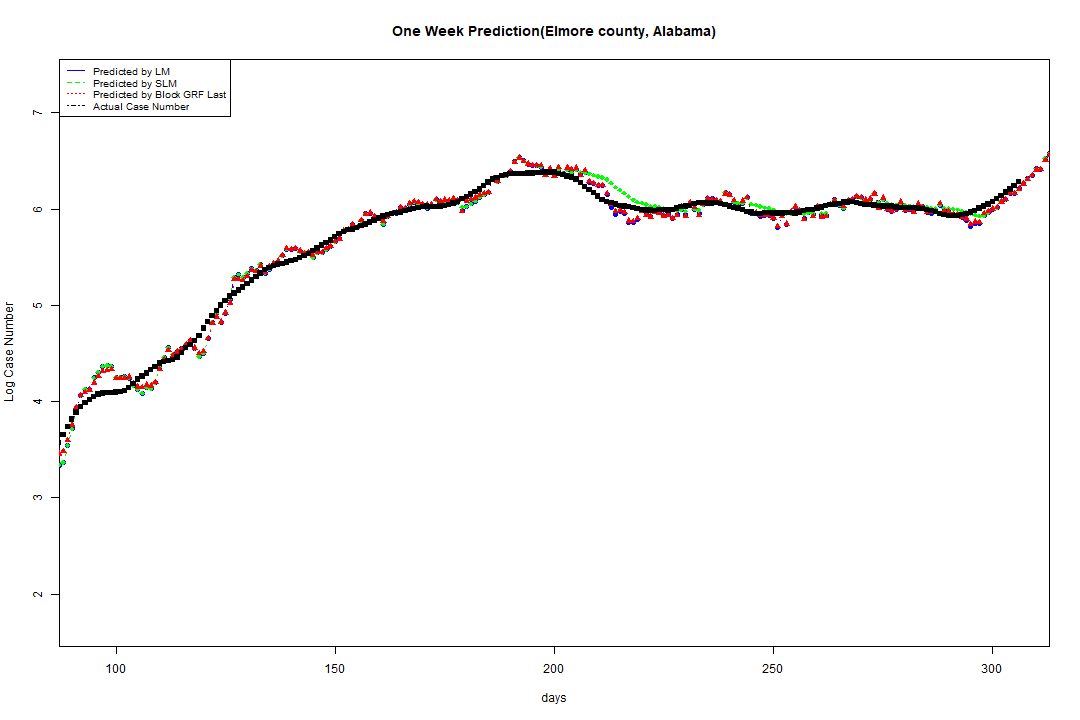 One Week Prediction(Elmore county, Alabama)
Predicted by LM
Predicted by SLM
Predicted by Block GRF Last
Actual Case Number
7
6
5
4
3
2
Log Case Number
100 150 200 250 300
days